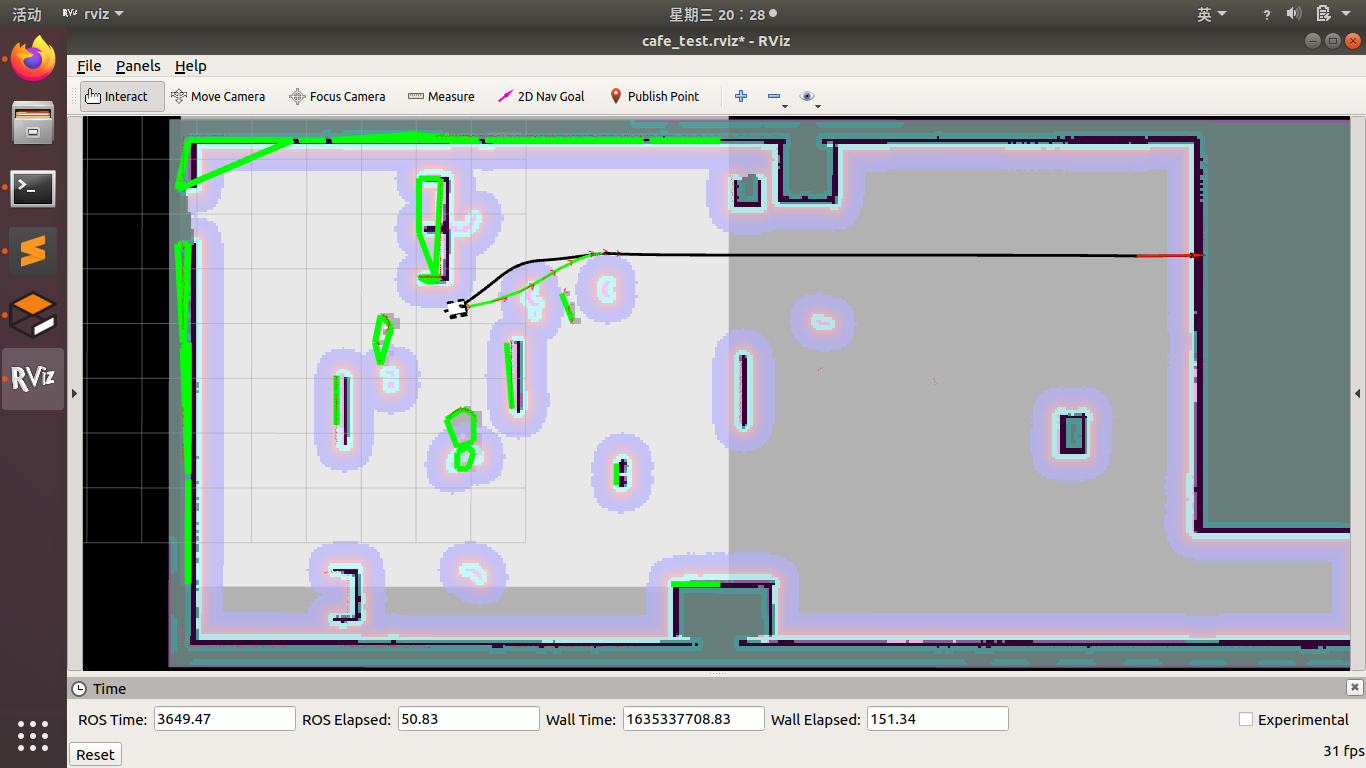 活动 RViz rviz 星期三 20：28 英 ?
cafe_test.rviz* - RViz
File Panels Help
Interact Move Camera Focus Camera Measure 2D Nav Goal Publish Point
RViz
Time
ROS Time: 3649.47 ROS Elapsed: 50.83 Wall Time: 1635337708.83 Wall Elapsed: 151.34 Experimental
Reset 31 fps